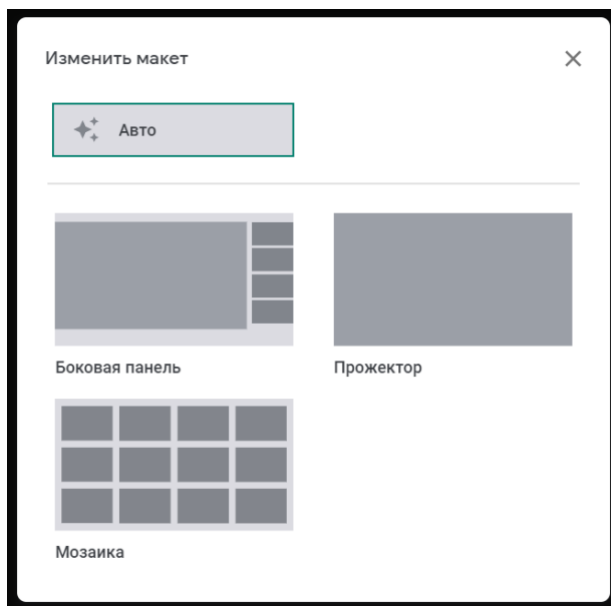 Изменить макет
Авто
Боковая панель
Прожектор
Мозаика